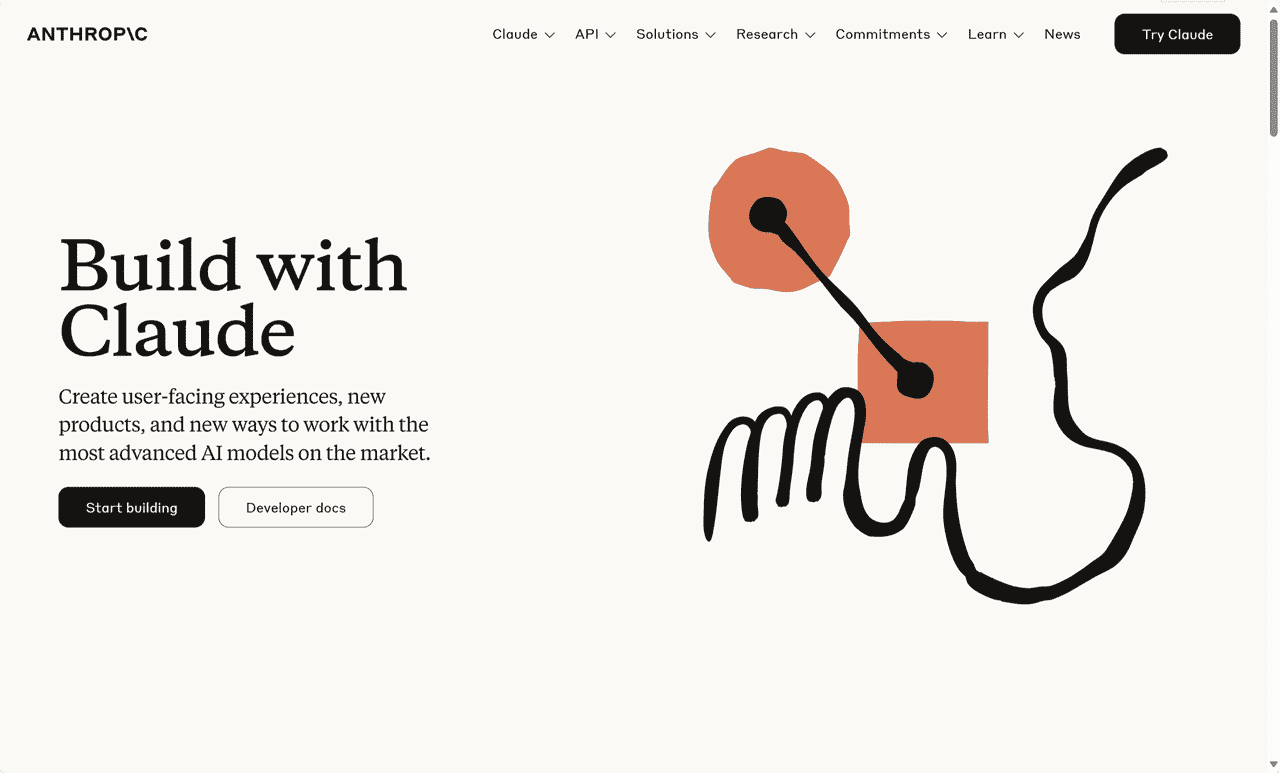 ANTHROP\C
Claude
API
Solutions
Research
Commitments
Learn
News
Try Claude
Build with
Claude
Create user-facing experiences, new
products, and new ways to work with the
most advanced AI models on the market.
Start building
Developer docs